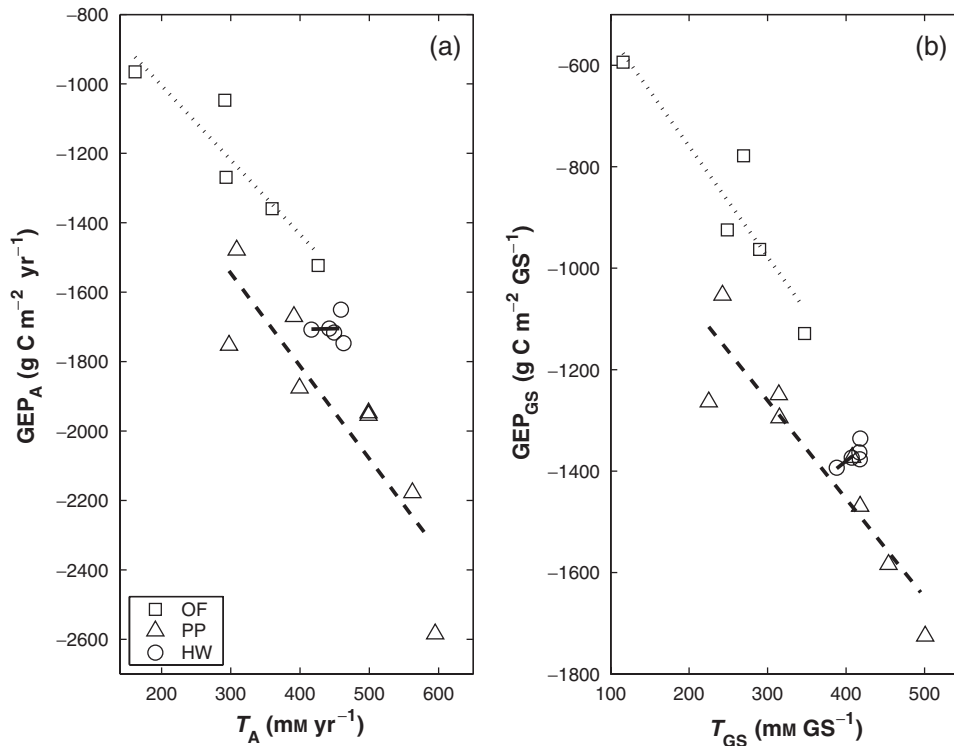 (a)
−800
−1000
−1200
−1400
−1600
−1800
−2000
−2200
−2400
−2600
GEP_A (g C m⁻² yr⁻¹)
OF
PP
HW
200 300 400 500 600
T_A (mM yr⁻¹)
(b)
−600
−800
−1000
−1200
−1400
−1600
−1800
GEP_GS (g C m⁻² GS⁻¹)
100 200 300 400 500
T_GS (mM GS⁻¹)